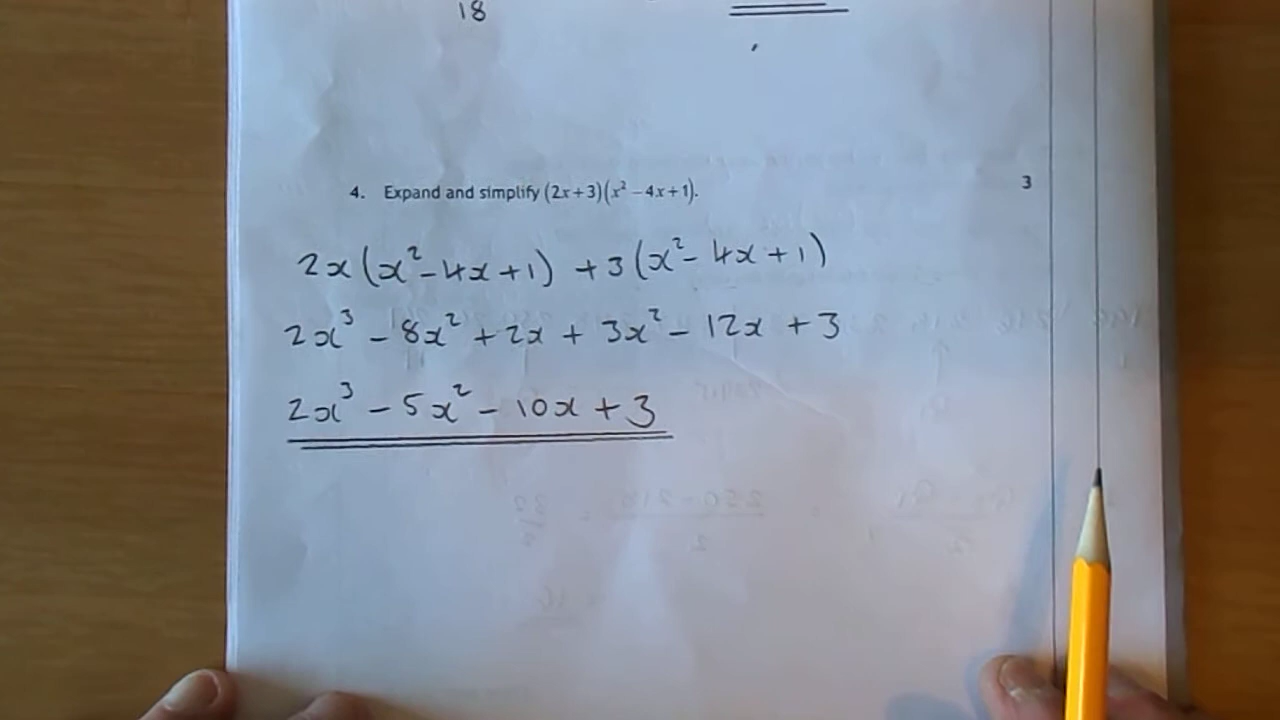 18
4. Expand and simplify (2x+3)(x² − 4x+1).
3
2x(x² − 4x + 1) + 3(x² − 4x + 1)
2x³ − 8x² + 2x + 3x² − 12x + 3
2x³ − 5x² − 10x + 3